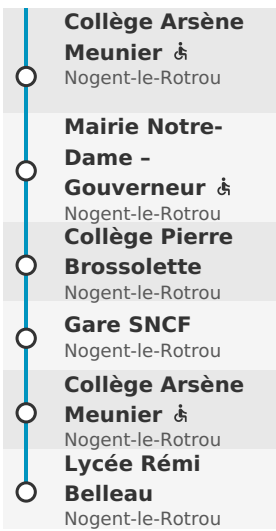 Collège Arsène
Meunier ♿
Nogent-le-Rotrou
Mairie Notre-
Dame –
Gouverneur ♿
Nogent-le-Rotrou
Collège Pierre
Brossolette
Nogent-le-Rotrou
Gare SNCF
Nogent-le-Rotrou
Collège Arsène
Meunier ♿
Nogent-le-Rotrou
Lycée Rémi
Belleau
Nogent-le-Rotrou